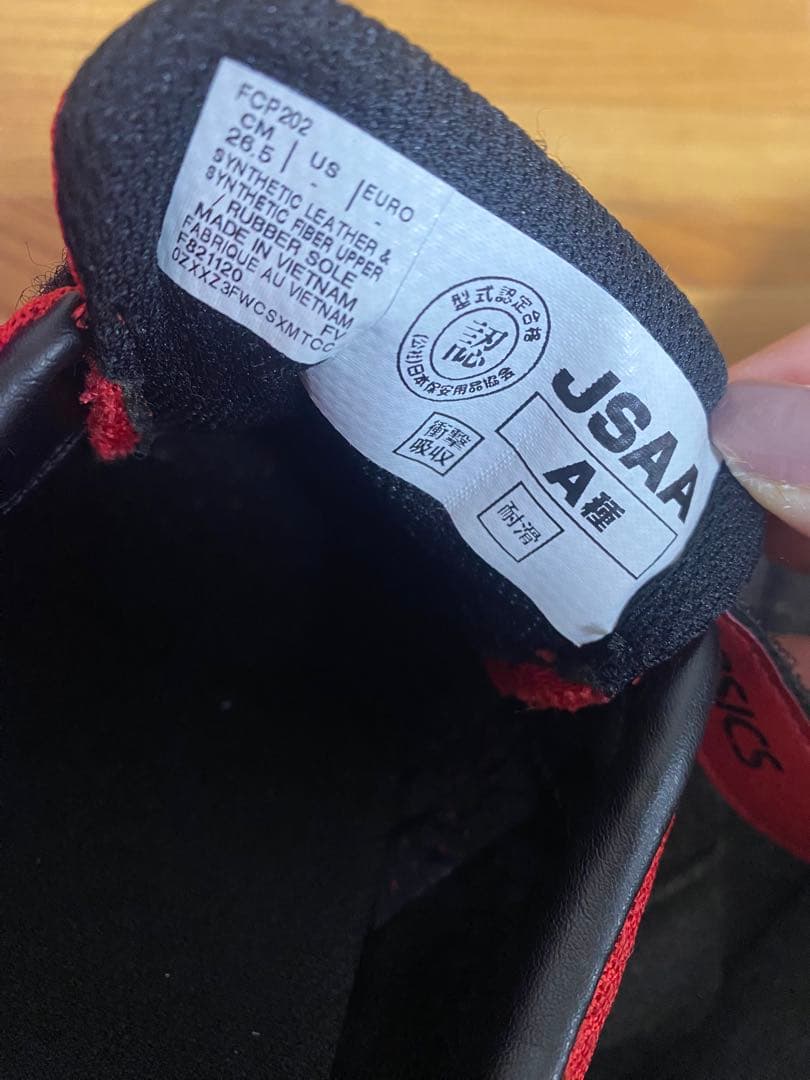 FCP202
CM | US | EURO
26.5 - -
SYNTHETIC LEATHER &
SYNTHETIC FIBER UPPER
/ RUBBER SOLE
MADE IN VIETNAM
FABRIQUE AU VIETNAM
F821120 FV
0ZXXZ3FWCSXMTCC
型式認定合格
認
日本保安用品協会
JSAA
A種
衝撃
吸収
耐滑